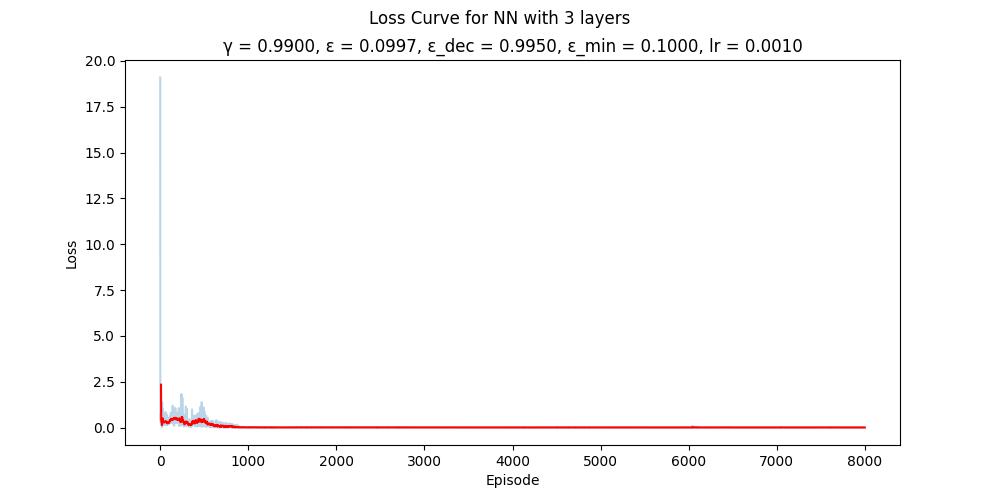 Loss Curve for NN with 3 layers
γ = 0.9900, ε = 0.0997, ε_dec = 0.9950, ε_min = 0.1000, lr = 0.0010
20.0
17.5
15.0
12.5
10.0
7.5
5.0
2.5
0.0
Loss
0 1000 2000 3000 4000 5000 6000 7000 8000
Episode